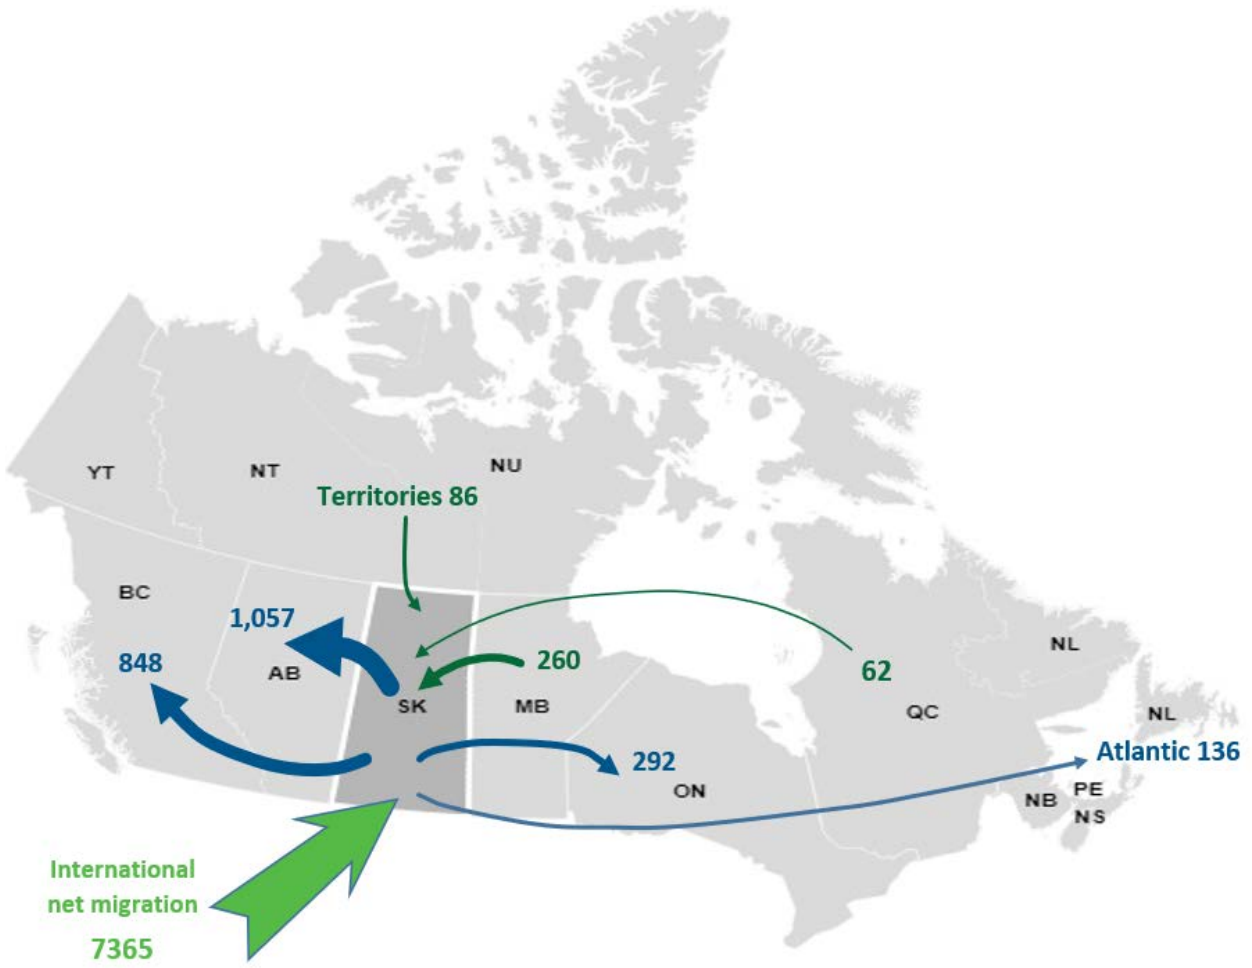 YT
NT
NU
Territories 86
BC
1,057
848
AB
260
SK
MB
62
QC
NL
NL
Atlantic 136
292
ON
NB
PE
NS
International
net migration
7365